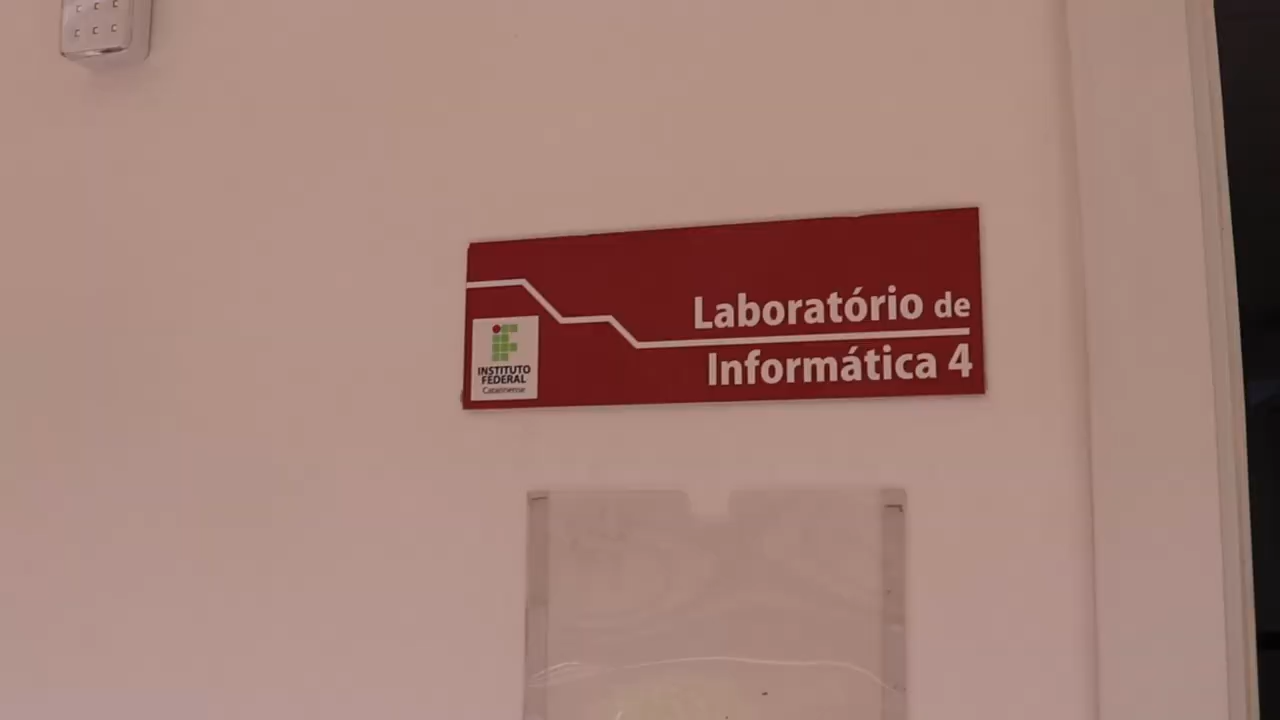 Laboratório de
Informática 4
INSTITUTO
FEDERAL
Catarinense